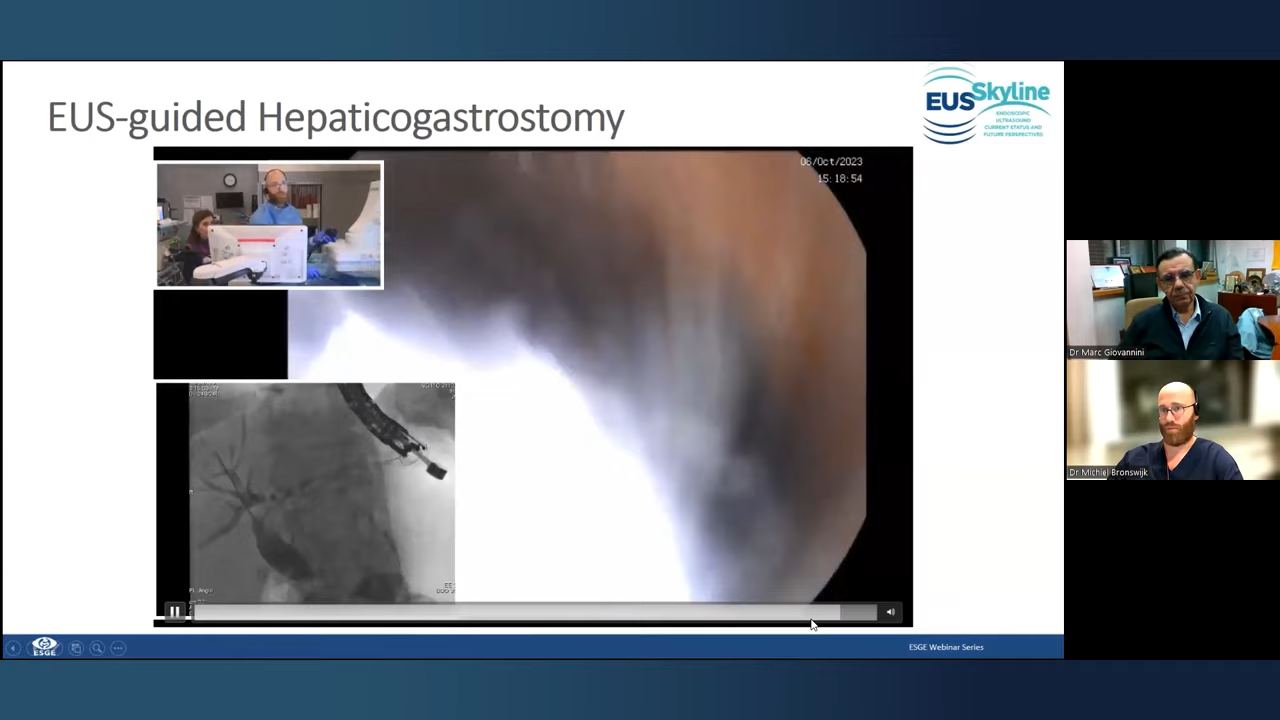 EUS-guided Hepaticogastrostomy
EUS Skyline
ENDOSCOPIC
ULTRASOUND
CURRENT STATUS AND
FUTURE PERSPECTIVES
06/Oct/2023
15:18:54
Dr Marc Giovannini
Dr Michiel Bronswijk
ESGE
ESGE Webinar Series